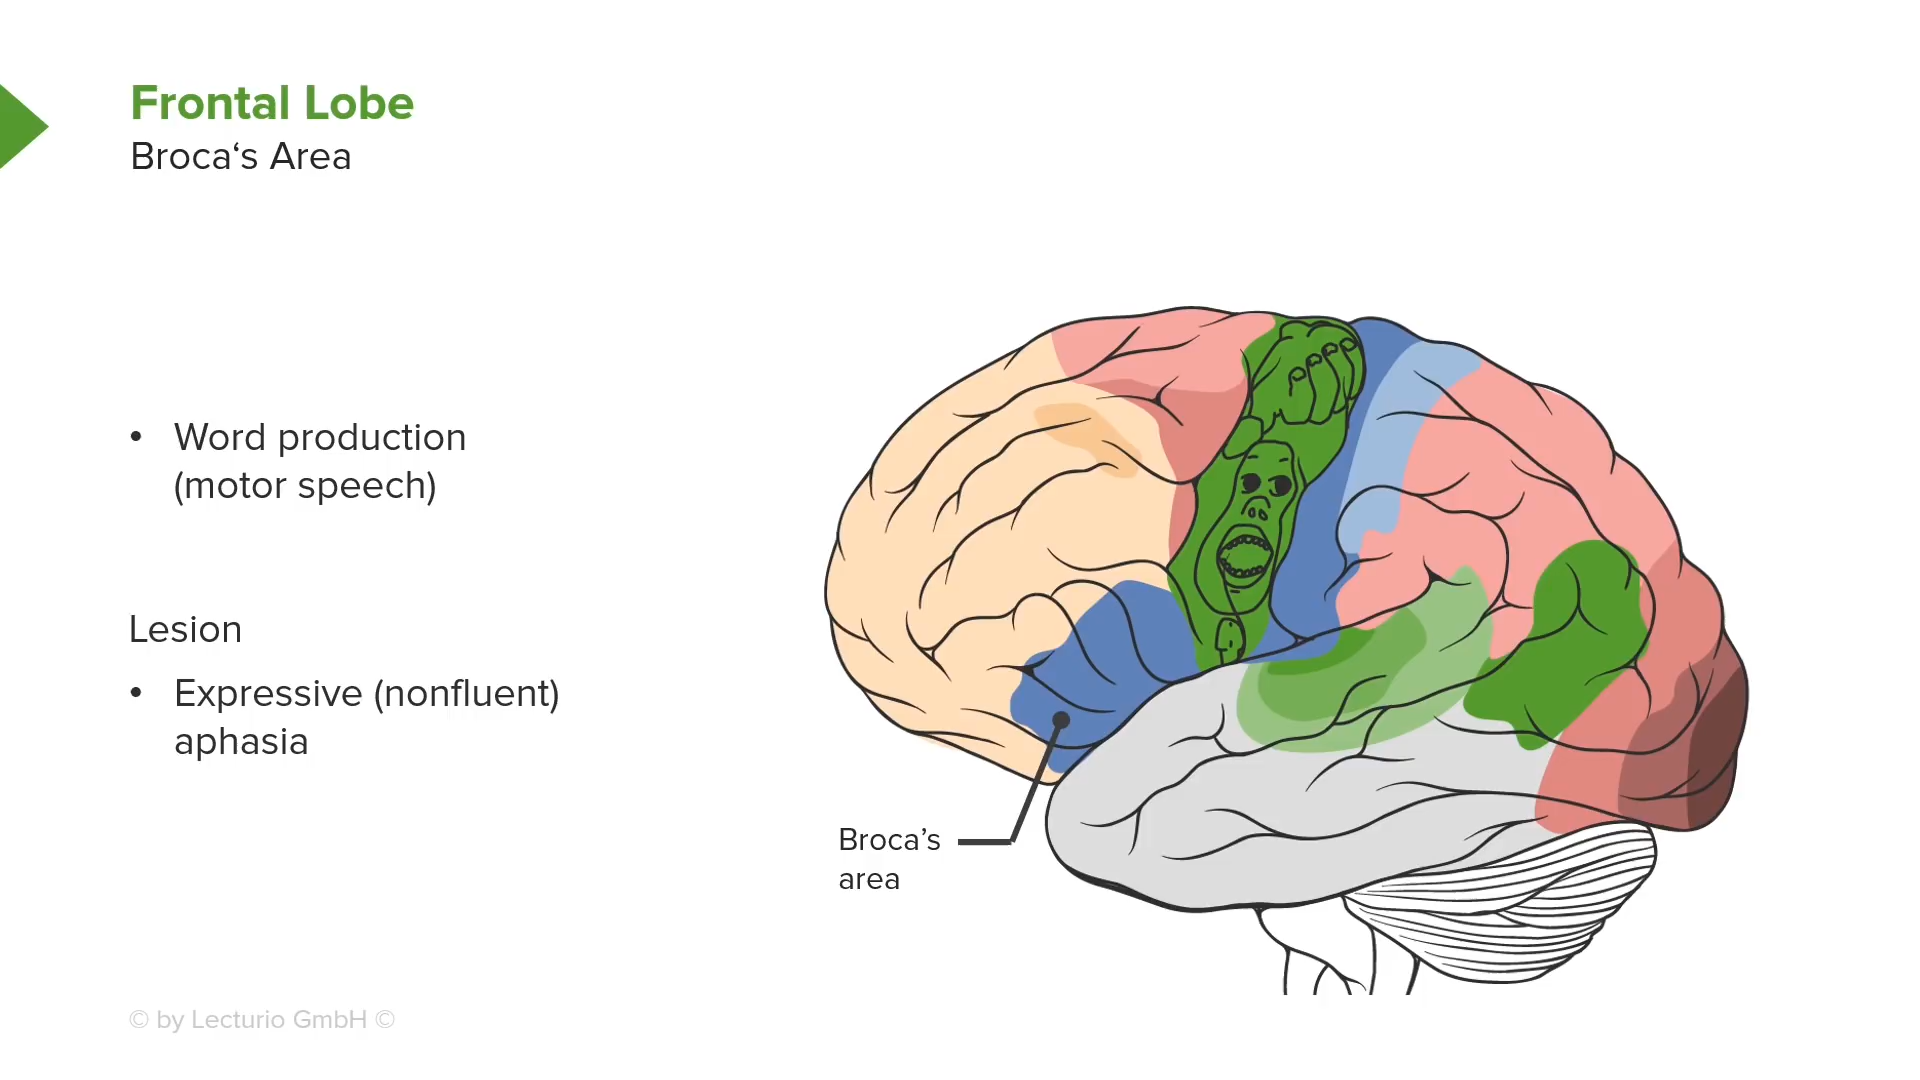 Frontal Lobe
Broca‘s Area
• Word production
(motor speech)
Lesion
• Expressive (nonfluent)
aphasia
Broca’s
area
© by Lecturio GmbH ©